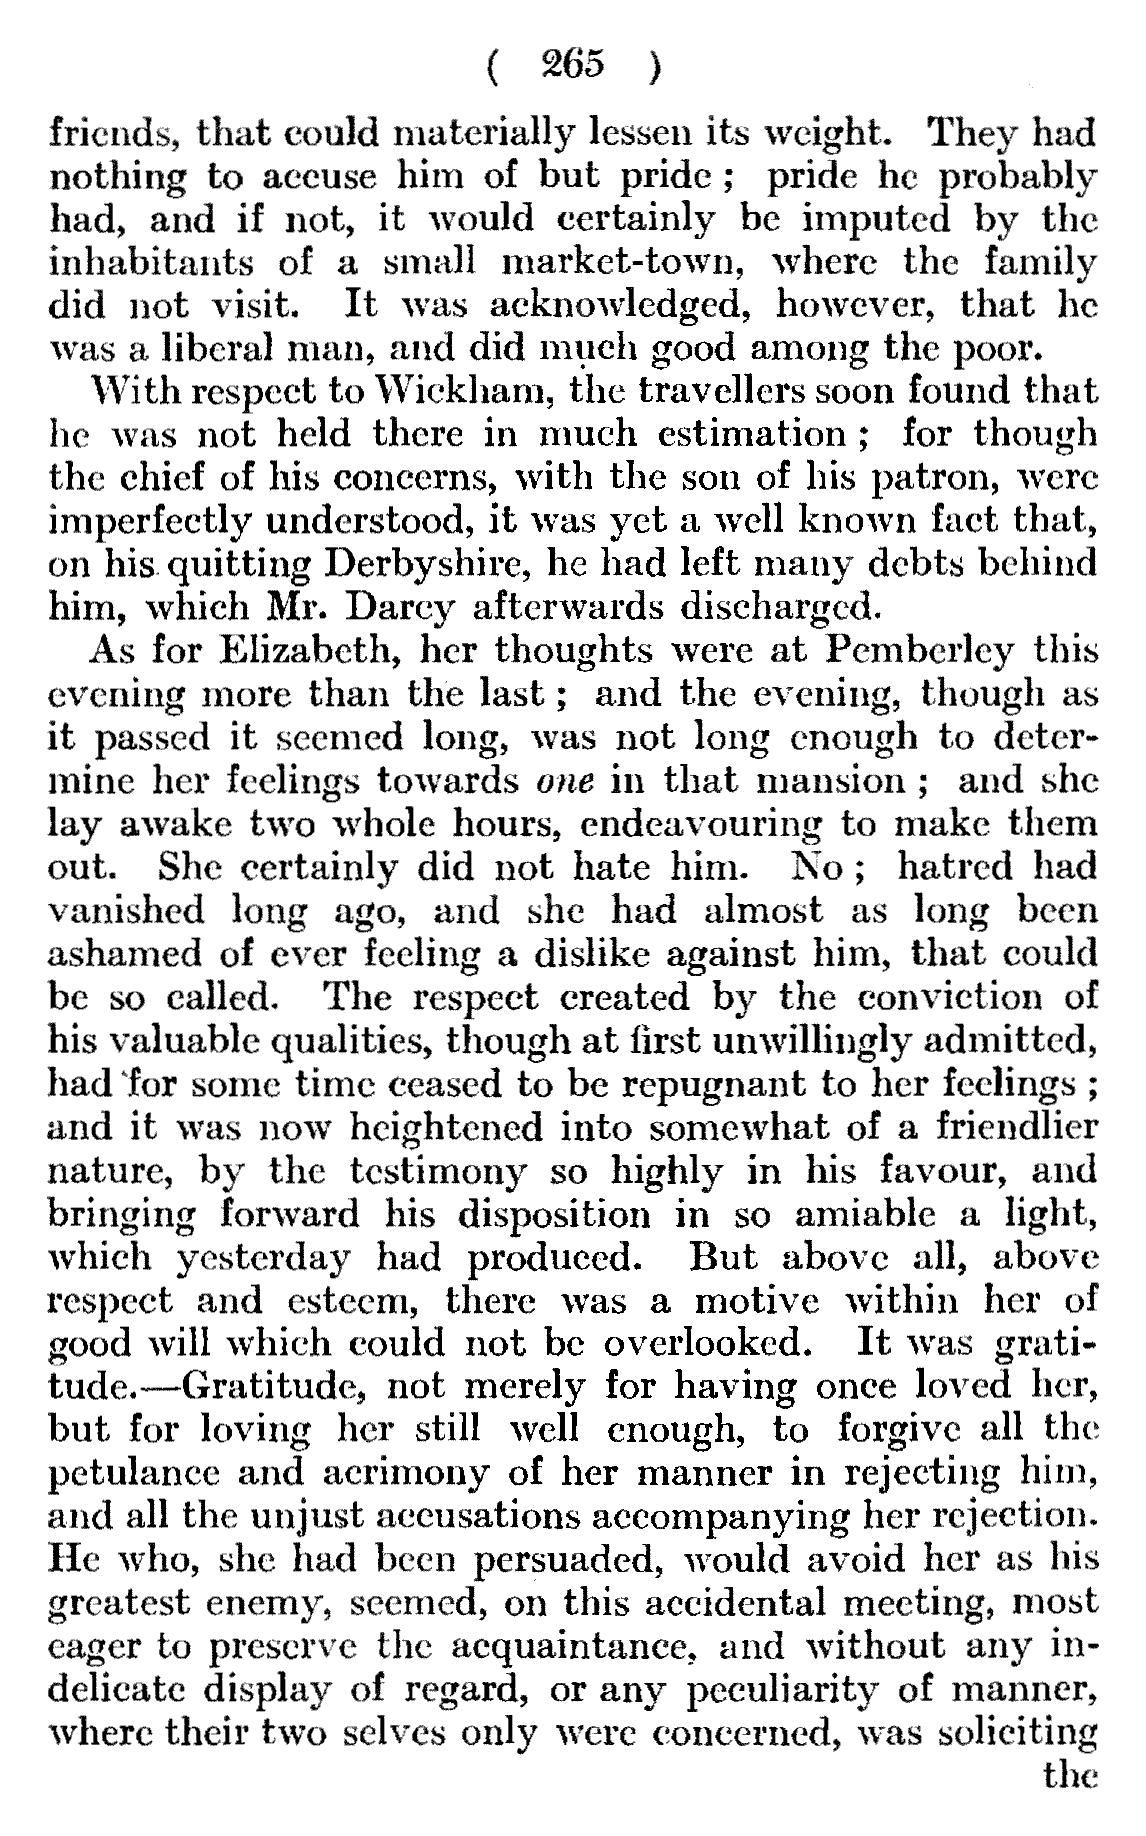 ( 265 )
friends, that could materially lessen its weight. They had
nothing to accuse him of but pride ; pride he probably
had, and if not, it would certainly be imputed by the
inhabitants of a small market-town, where the family
did not visit. It was acknowledged, however, that he
was a liberal man, and did much good among the poor.
With respect to Wickham, the travellers soon found that
he was not held there in much estimation ; for though
the chief of his concerns, with the son of his patron, were
imperfectly understood, it was yet a well known fact that,
on his quitting Derbyshire, he had left many debts behind
him, which Mr. Darcy afterwards discharged.
As for Elizabeth, her thoughts were at Pemberley this
evening more than the last ; and the evening, though as
it passed it seemed long, was not long enough to deter-
mine her feelings towards one in that mansion ; and she
lay awake two whole hours, endeavouring to make them
out. She certainly did not hate him. No ; hatred had
vanished long ago, and she had almost as long been
ashamed of ever feeling a dislike against him, that could
be so called. The respect created by the conviction of
his valuable qualities, though at first unwillingly admitted,
had for some time ceased to be repugnant to her feelings ;
and it was now heightened into somewhat of a friendlier
nature, by the testimony so highly in his favour, and
bringing forward his disposition in so amiable a light,
which yesterday had produced. But above all, above
respect and esteem, there was a motive within her of
good will which could not be overlooked. It was grati-
tude.—Gratitude, not merely for having once loved her,
but for loving her still well enough, to forgive all the
petulance and acrimony of her manner in rejecting him,
and all the unjust accusations accompanying her rejection.
He who, she had been persuaded, would avoid her as his
greatest enemy, seemed, on this accidental meeting, most
eager to preserve the acquaintance, and without any in-
delicate display of regard, or any peculiarity of manner,
where their two selves only were concerned, was soliciting
the